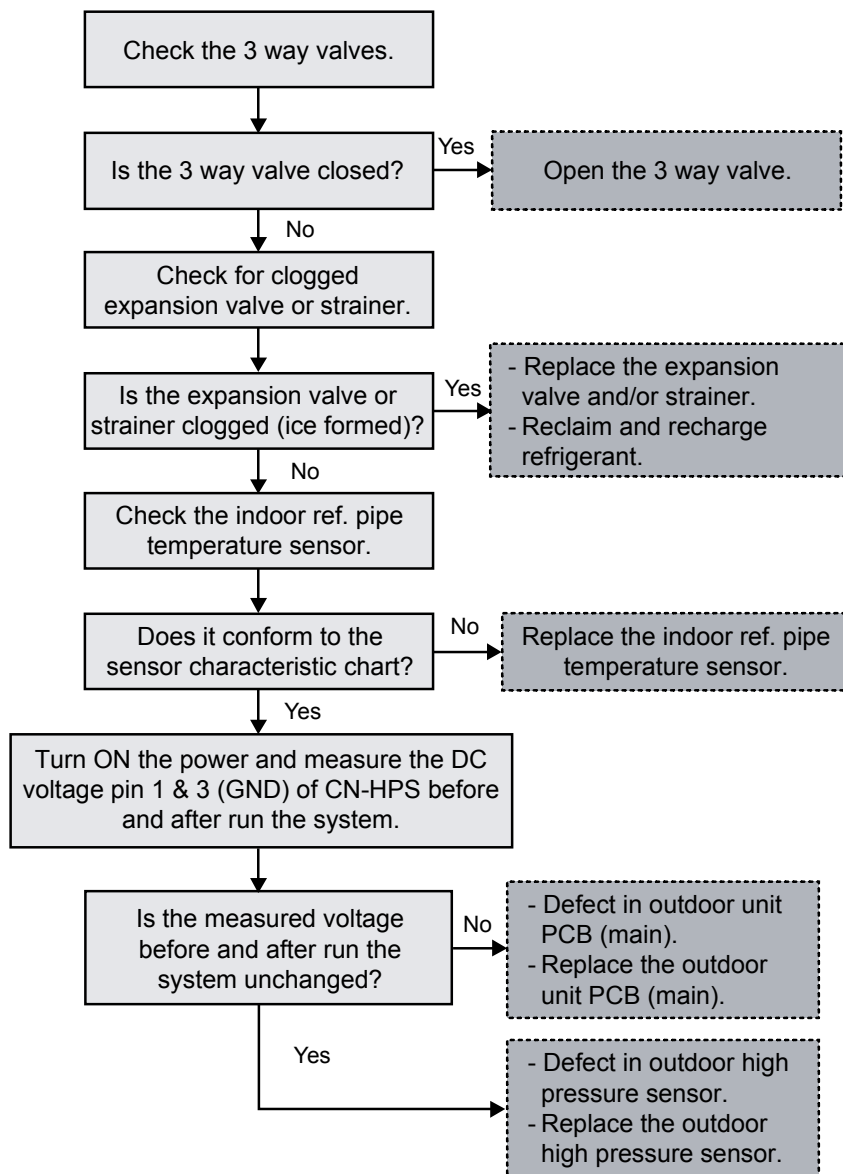 Check the 3 way valves.
Is the 3 way valve closed?
Yes
Open the 3 way valve.
No
Check for clogged
expansion valve or strainer.
Is the expansion valve or
strainer clogged (ice formed)?
Yes
- Replace the expansion
valve and/or strainer.
- Reclaim and recharge
refrigerant.
No
Check the indoor ref. pipe
temperature sensor.
Does it conform to the
sensor characteristic chart?
No
Replace the indoor ref. pipe
temperature sensor.
Yes
Turn ON the power and measure the DC
voltage pin 1 & 3 (GND) of CN-HPS before
and after run the system.
Is the measured voltage
before and after run the
system unchanged?
No
- Defect in outdoor unit
PCB (main).
- Replace the outdoor
unit PCB (main).
Yes
- Defect in outdoor high
pressure sensor.
- Replace the outdoor
high pressure sensor.